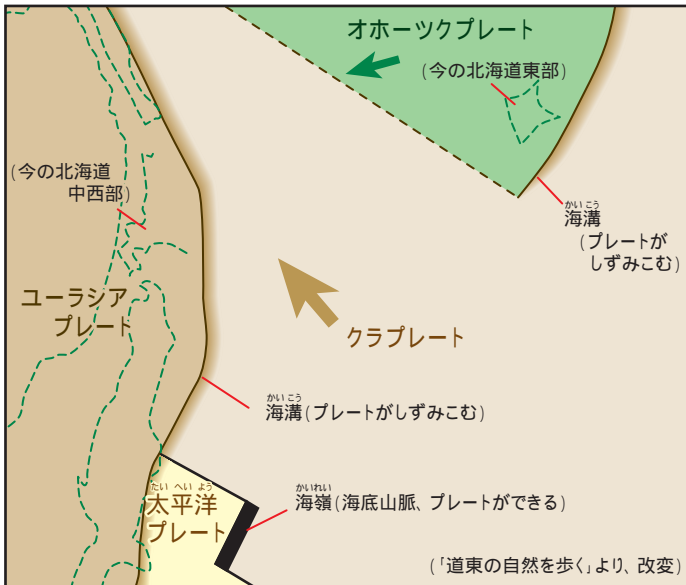 オホーツクプレート
(今の北海道東部)
(今の北海道
中西部)
かいこう
海溝
(プレートが
しずみこむ)
ユーラシア
プレート
クラプレート
かいこう
海溝(プレートがしずみこむ)
たいへいよう
太平洋
プレート
かいれい
海嶺(海底山脈、プレートができる)
(「道東の自然を歩く」より、改変)